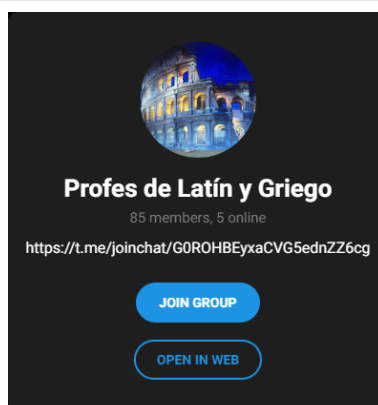 Profes de Latín y Griego
85 members, 5 online
https://t.me/joinchat/G0ROHBEyxaCVG5ednZZ6cg
JOIN GROUP
OPEN IN WEB